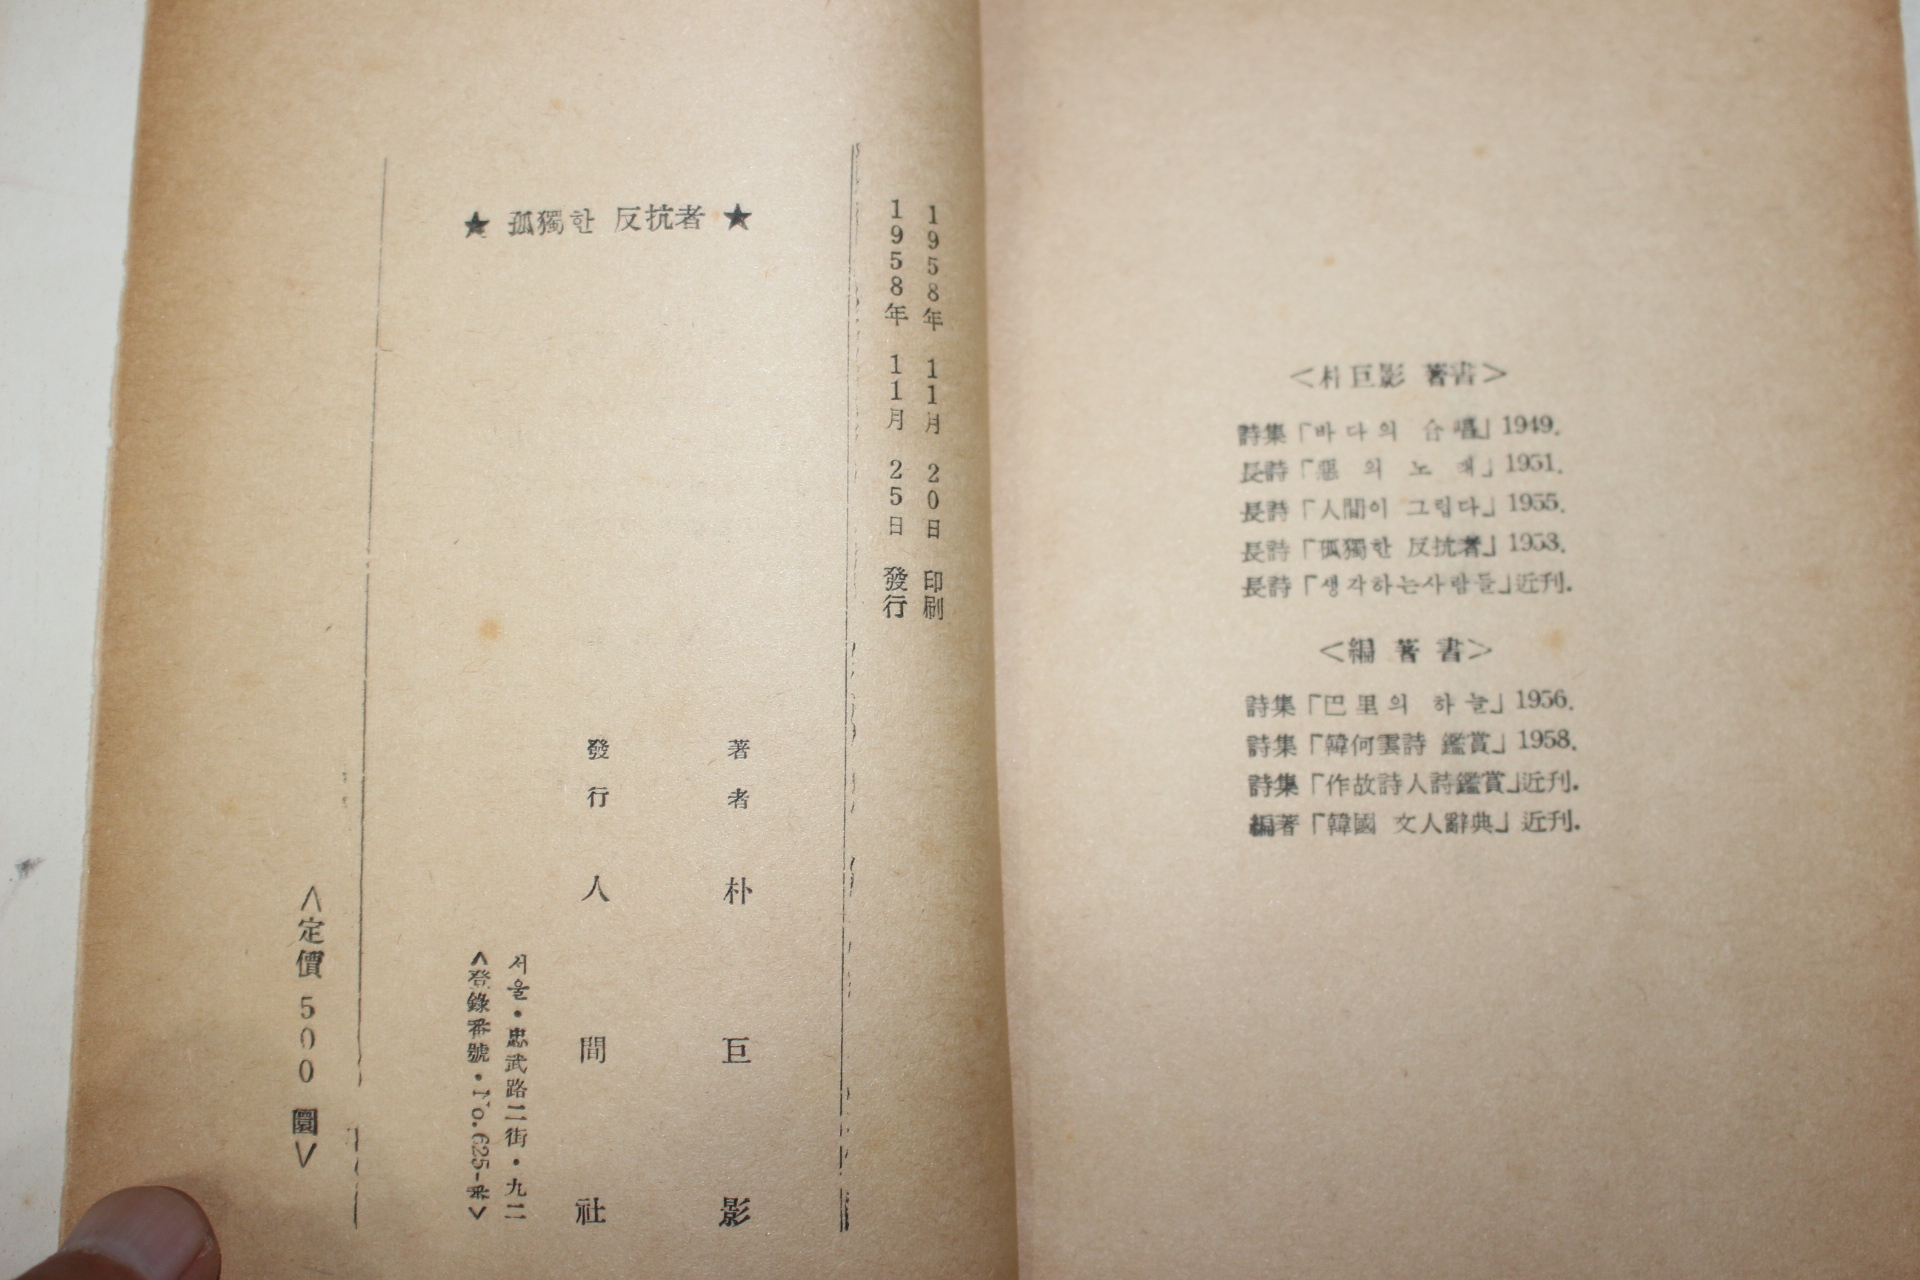 ★ 孤獨한 反抗者 ★
1958年 11月 20日 印刷
1958年 11月 25日 發行
著者 朴巨影
發行 人間社
서울·忠武路二街·九二
<登錄番號·No.625-番>
<定價 500 圜>
<朴巨影 著書>
詩集「바다의 合唱」1949.
長詩「惡의 노래」1951.
長詩「人間이 그립다」1955.
長詩「孤獨한 反抗者」1958.
長詩「생각하는사람들」近刊.
<編著書>
詩集「巴里의 하늘」1956.
詩集「韓何雲詩 鑑賞」1958.
詩集「作故詩人詩鑑賞」近刊.
編著「韓國 文人辭典」近刊.